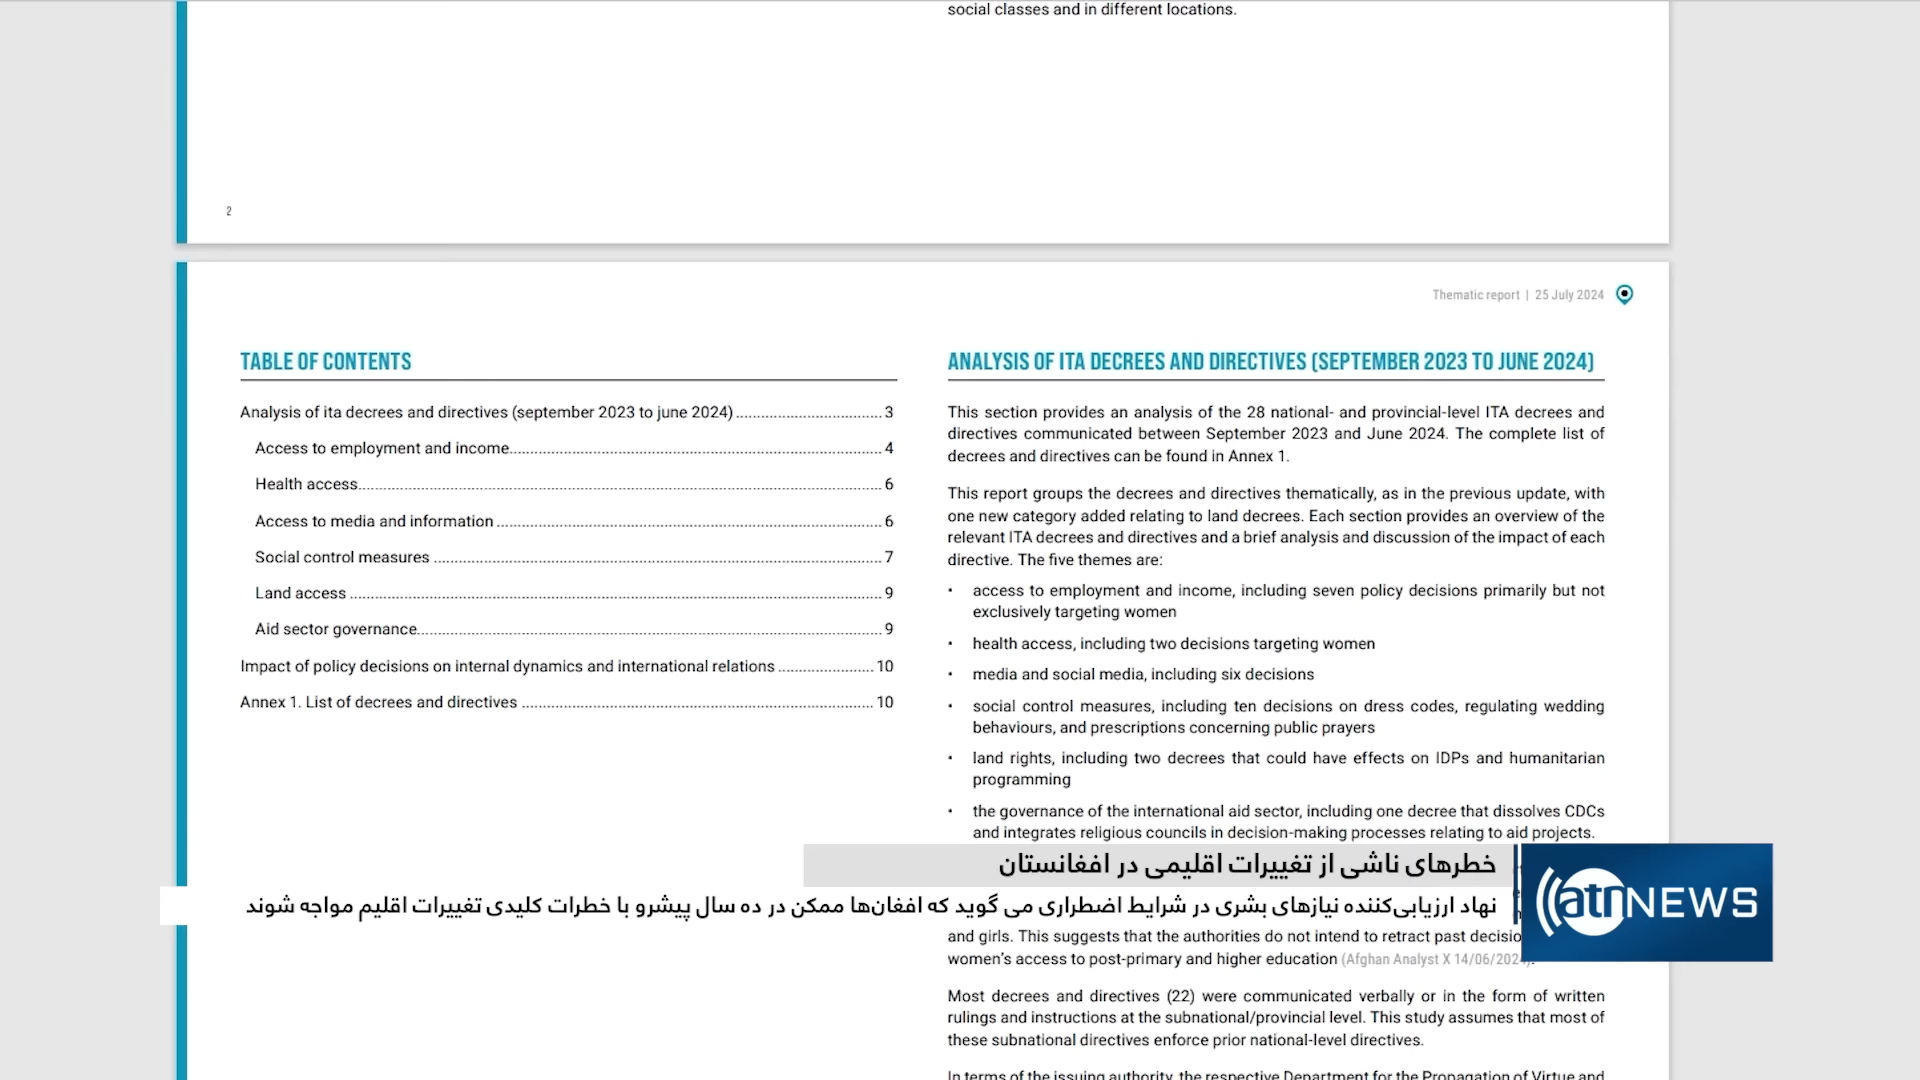 social classes and in different locations.
2
Thematic report | 25 July 2024
TABLE OF CONTENTS
Analysis of ita decrees and directives (september 2023 to june 2024) 3
Access to employment and income 4
Health access 6
Access to media and information 6
Social control measures 7
Land access 9
Aid sector governance 9
Impact of policy decisions on internal dynamics and international relations 10
Annex 1. List of decrees and directives 10
ANALYSIS OF ITA DECREES AND DIRECTIVES (SEPTEMBER 2023 TO JUNE 2024)
This section provides an analysis of the 28 national- and provincial-level ITA decrees and
directives communicated between September 2023 and June 2024. The complete list of
decrees and directives can be found in Annex 1.
This report groups the decrees and directives thematically, as in the previous update, with
one new category added relating to land decrees. Each section provides an overview of the
relevant ITA decrees and directives and a brief analysis and discussion of the impact of each
directive. The five themes are:
• access to employment and income, including seven policy decisions primarily but not
exclusively targeting women
• health access, including two decisions targeting women
• media and social media, including six decisions
• social control measures, including ten decisions on dress codes, regulating wedding
behaviours, and prescriptions concerning public prayers
• land rights, including two decrees that could have effects on IDPs and humanitarian
programming
• the governance of the international aid sector, including one decree that dissolves CDCs
and integrates religious councils in decision-making processes relating to aid projects.
خطرهای ناشی از تغییرات اقلیمی در افغانستان
نهاد ارزیابی‌کننده نیازهای بشری در شرایط اضطراری می گوید که افغان‌ها ممکن در ده سال پیشرو با خطرات کلیدی تغییرات اقلیم مواجه شوند
atn NEWS
and girls. This suggests that the authorities do not intend to retract past
women's access to post-primary and higher education (Afghan Analyst X 14/06/2024).
Most decrees and directives (22) were communicated verbally or in the form of written
rulings and instructions at the subnational/provincial level. This study assumes that most of
these subnational directives enforce prior national-level directives.
In terms of the issuing authority, the respective Department for the Propagation of Virtue and